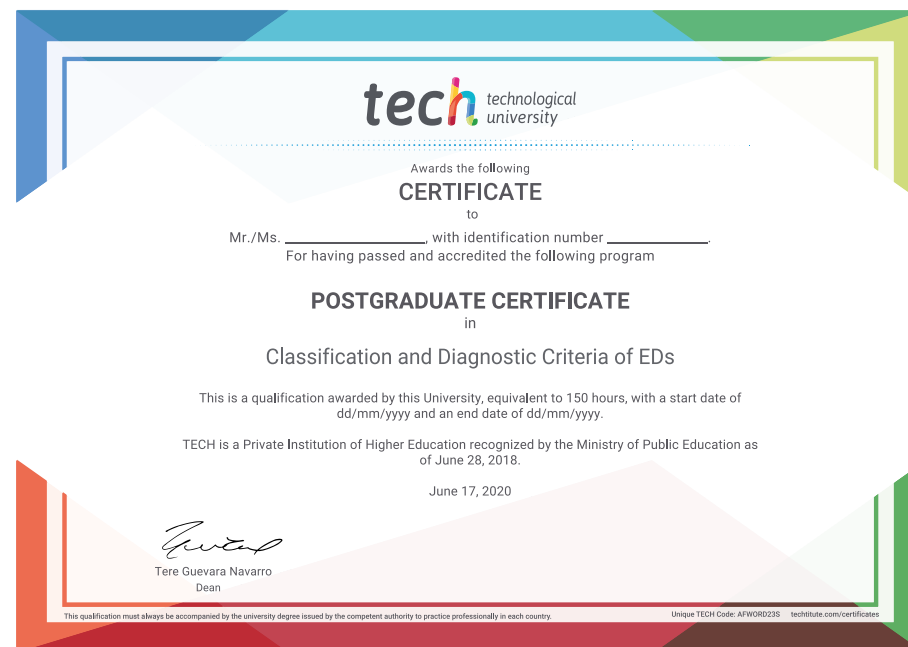 tech technological
university
Awards the following
CERTIFICATE
to
Mr./Ms. ____________________, with identification number ______________.
For having passed and accredited the following program
POSTGRADUATE CERTIFICATE
in
Classification and Diagnostic Criteria of EDs
This is a qualification awarded by this University, equivalent to 150 hours, with a start date of
dd/mm/yyyy and an end date of dd/mm/yyyy.
TECH is a Private Institution of Higher Education recognized by the Ministry of Public Education as
of June 28, 2018.
June 17, 2020
Tere Guevara Navarro
Dean
This qualification must always be accompanied by the university degree issued by the competent authority to practice professionally in each country.
Unique TECH Code: AFWORD23S techtitute.com/certificates